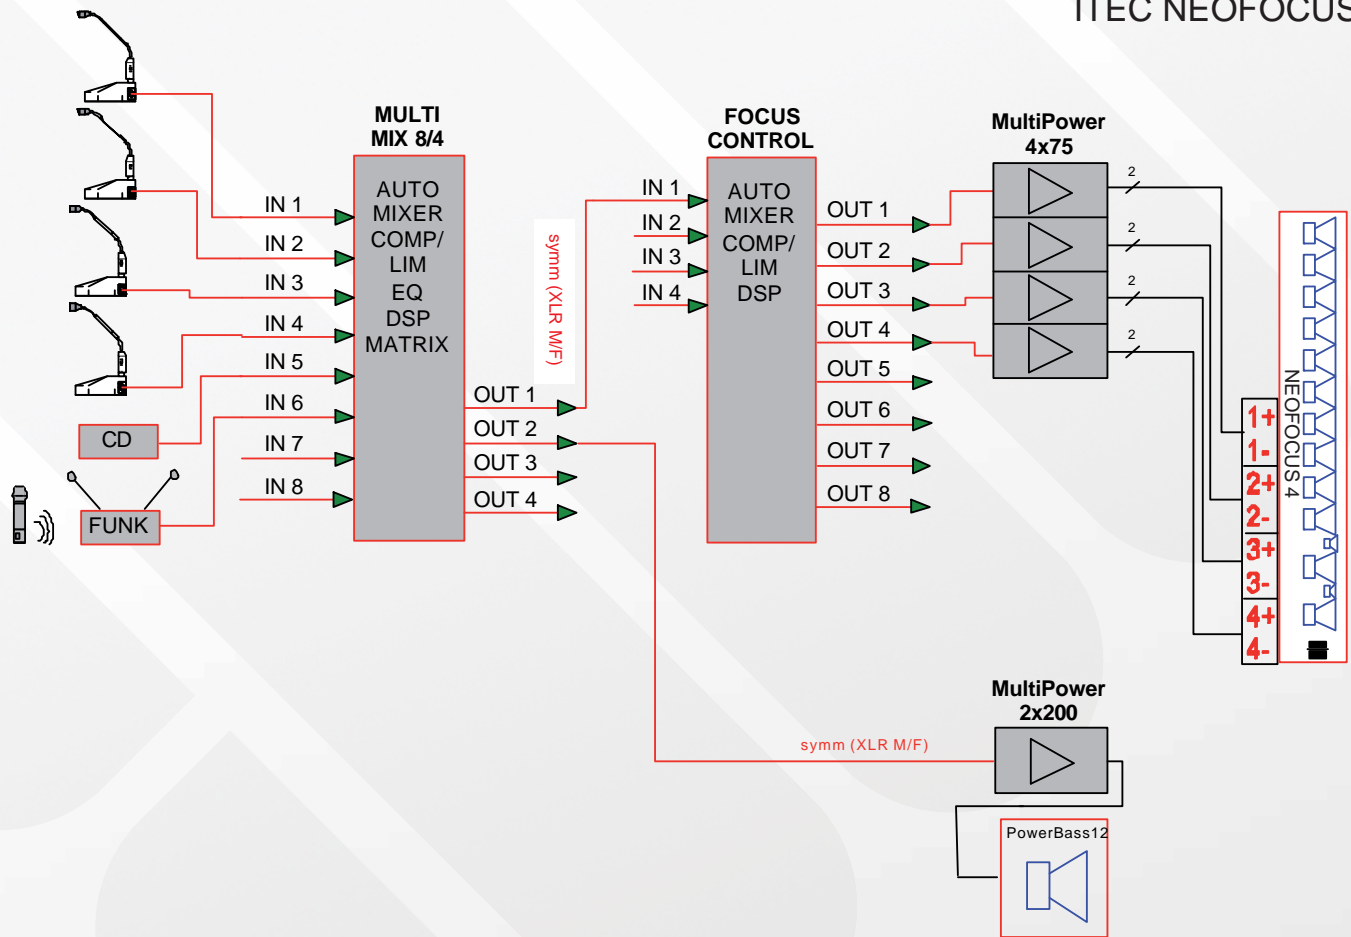 ITEC NEOFOCUS
MULTI
MIX 8/4
AUTO
MIXER
COMP/
LIM
EQ
DSP
MATRIX
IN 1
IN 2
IN 3
IN 4
IN 5
IN 6
IN 7
IN 8
CD
FUNK
OUT 1
OUT 2
OUT 3
OUT 4
symm (XLR M/F)
FOCUS
CONTROL
IN 1
IN 2
IN 3
IN 4
AUTO
MIXER
COMP/
LIM
DSP
OUT 1
OUT 2
OUT 3
OUT 4
OUT 5
OUT 6
OUT 7
OUT 8
MultiPower
4x75
2
2
2
2
NEOFOCUS 4
1+
1-
2+
2-
3+
3-
4+
4-
symm (XLR M/F)
MultiPower
2x200
PowerBass12